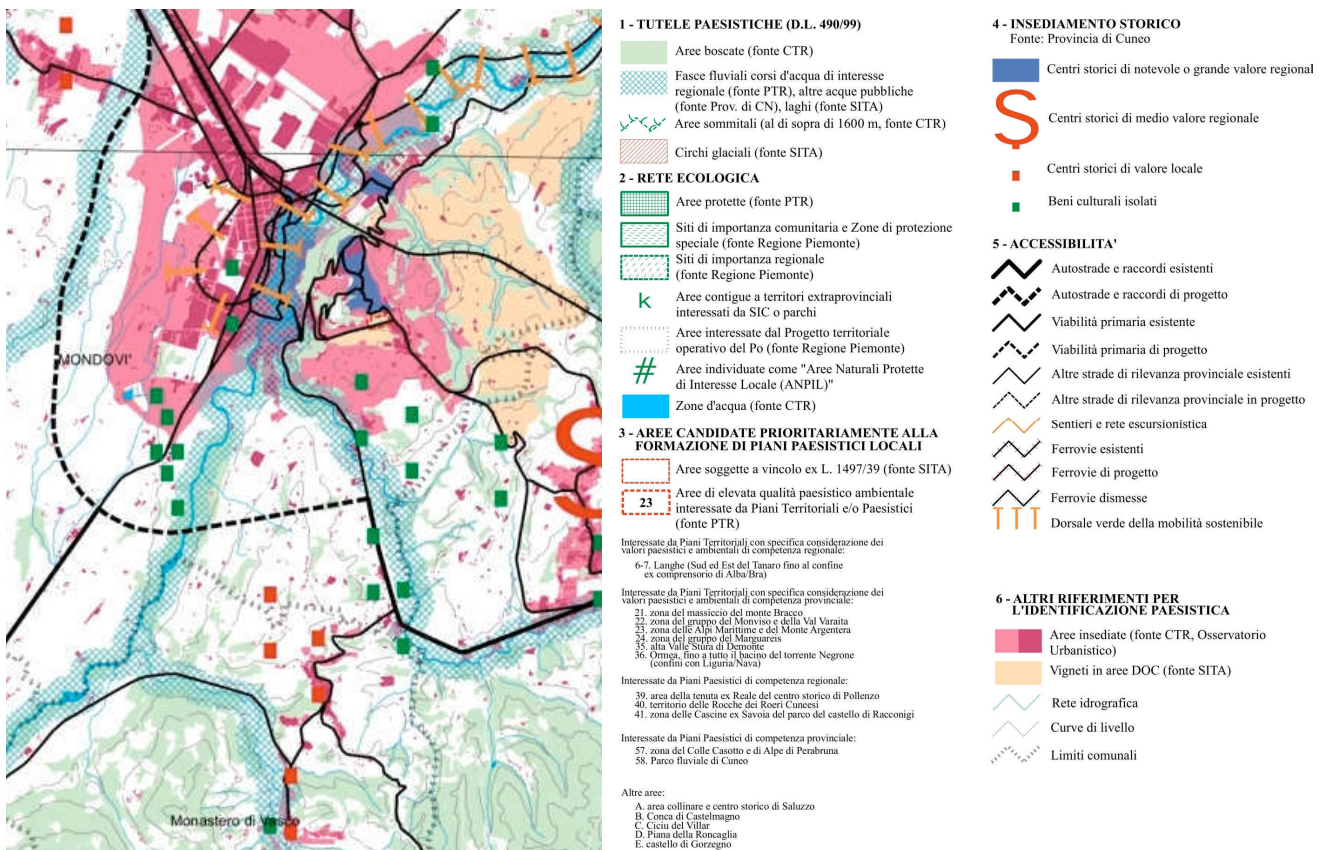 MONDOVI'
Monastero di Vasco
1 - TUTELE PAESISTICHE (D.L. 490/99)
Aree boscate (fonte CTR)
Fasce fluviali corsi d'acqua di interesse
regionale (fonte PTR), altre acque pubbliche
(fonte Prov. di CN), laghi (fonte SITA)
Aree sommitali (al di sopra di 1600 m, fonte CTR)
Circhi glaciali (fonte SITA)
2 - RETE ECOLOGICA
Aree protette (fonte PTR)
Siti di importanza comunitaria e Zone di protezione
speciale (fonte Regione Piemonte)
Siti di importanza regionale
(fonte Regione Piemonte)
k
Aree contigue a territori extraprovinciali
interessati da SIC o parchi
Aree interessate dal Progetto territoriale
operativo del Po (fonte Regione Piemonte)
#
Aree individuate come "Aree Naturali Protette
di Interesse Locale (ANPIL)"
Zone d'acqua (fonte CTR)
3 - AREE CANDIDATE PRIORITARIAMENTE ALLA
FORMAZIONE DI PIANI PAESISTICI LOCALI
Aree soggette a vincolo ex L. 1497/39 (fonte SITA)
23
Aree di elevata qualità paesistico ambientale
interessate da Piani Territoriali e/o Paesistici
(fonte PTR)
Interessate da Piani Territoriali con specifica considerazione dei
valori paesistici e ambientali di competenza regionale:
6-7. Langhe (Sud ed Est del Tanaro fino al confine
ex comprensorio di Alba/Bra)
Interessate da Piani Territoriali con specifica considerazione dei
valori paesistici e ambientali di competenza provinciale:
21. zona del massiccio del monte Bracco
22. zona del gruppo del Monviso e della Val Varaita
23. zona delle Alpi Marittime e del Monte Argentera
24. zona del gruppo del Marguareis
35. alta Valle Stura di Demonte
36. Ormea, fino a tutto il bacino del torrente Negrone
(confini con Liguria/Nava)
Interessate da Piani Paesistici di competenza regionale:
39. area della tenuta ex Reale del centro storico di Pollenzo
40. territorio delle Rocche dei Roeri Cuneesi
41. zona delle Cascine ex Savoia del parco del castello di Racconigi
Interessate da Piani Paesistici di competenza provinciale:
57. zona del Colle Casotto e di Alpe di Perabruna
58. Parco fluviale di Cuneo
Altre aree:
A. area collinare e centro storico di Saluzzo
B. Conca di Castelmagno
C. Ciciu del Villar
D. Piana della Roncaglia
E. castello di Gorzegno
4 - INSEDIAMENTO STORICO
Fonte: Provincia di Cuneo
Centri storici di notevole o grande valore regional
Centri storici di medio valore regionale
Centri storici di valore locale
Beni culturali isolati
5 - ACCESSIBILITA'
Autostrade e raccordi esistenti
Autostrade e raccordi di progetto
Viabilità primaria esistente
Viabilità primaria di progetto
Altre strade di rilevanza provinciale esistenti
Altre strade di rilevanza provinciale in progetto
Sentieri e rete escursionistica
Ferrovie esistenti
Ferrovie di progetto
Ferrovie dismesse
Dorsale verde della mobilità sostenibile
6 - ALTRI RIFERIMENTI PER
L'IDENTIFICAZIONE PAESISTICA
Aree insediate (fonte CTR, Osservatorio
Urbanistico)
Vigneti in aree DOC (fonte SITA)
Rete idrografica
Curve di livello
Limiti comunali